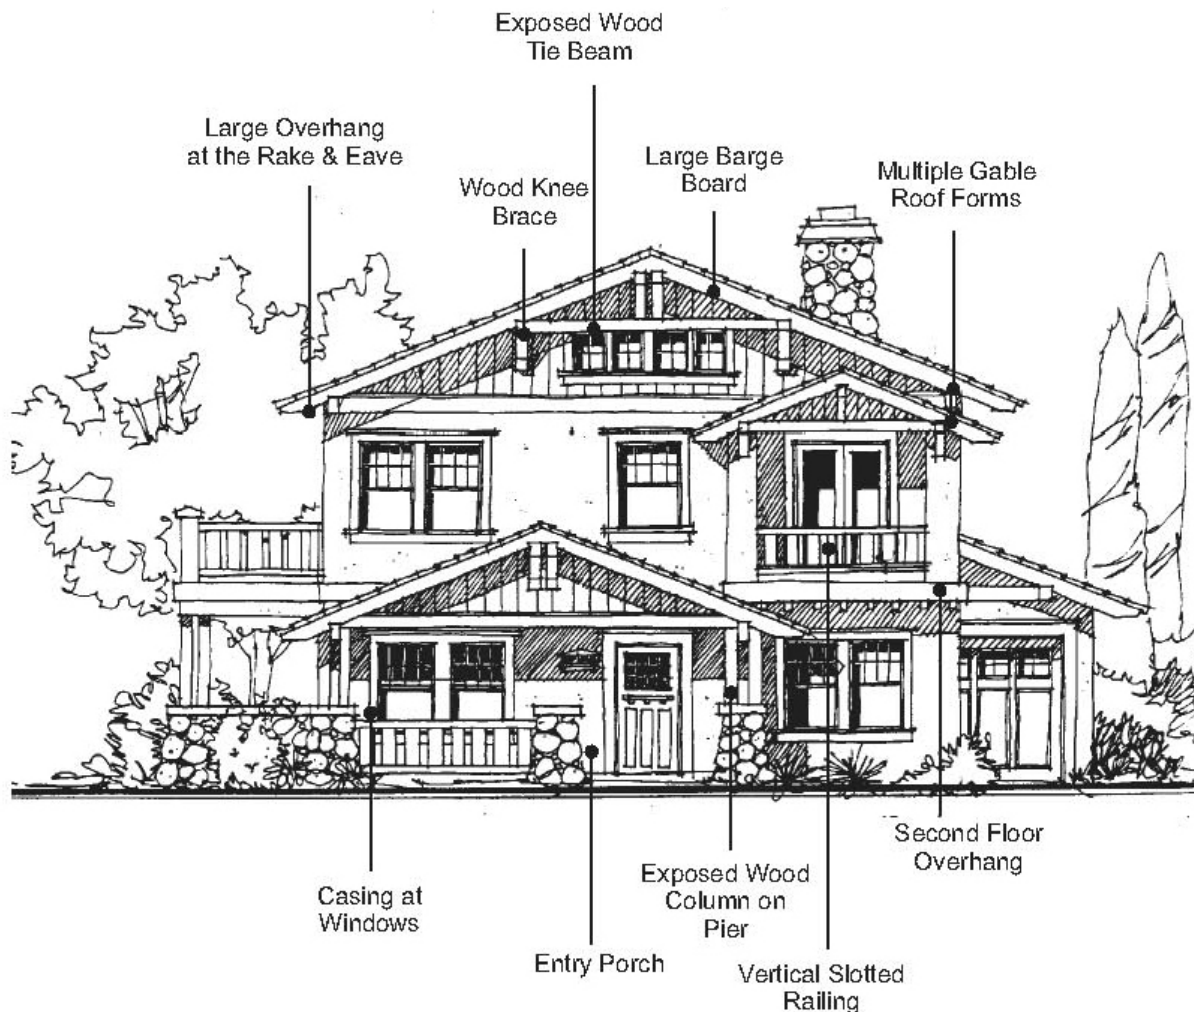 Exposed Wood
Tie Beam
Large Overhang
at the Rake & Eave
Wood Knee
Brace
Large Barge
Board
Multiple Gable
Roof Forms
Casing at
Windows
Entry Porch
Exposed Wood
Column on
Pier
Vertical Slotted
Railing
Second Floor
Overhang